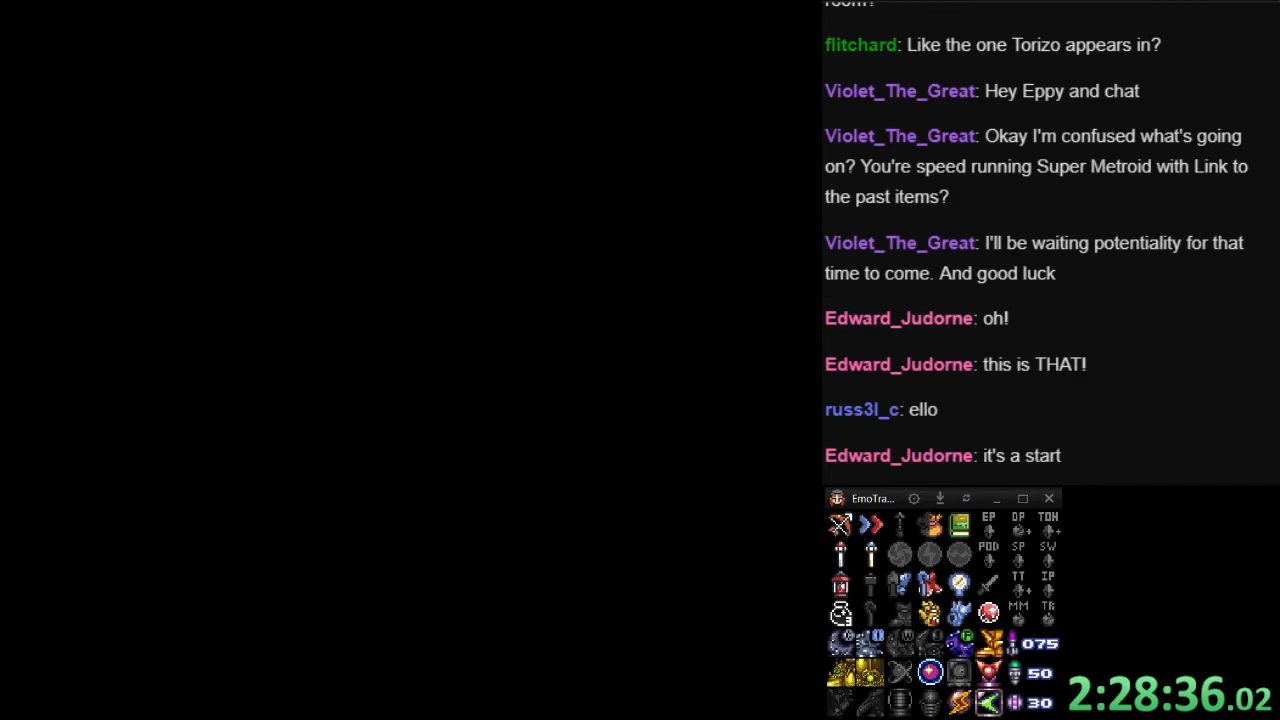 flitchard: Like the one Torizo appears in?
Violet_The_Great: Hey Eppy and chat
Violet_The_Great: Okay I'm confused what's going
on? You're speed running Super Metroid with Link to
the past items?
Violet_The_Great: I'll be waiting potentiality for that
time to come. And good luck
Edward_Judorne: oh!
Edward_Judorne: this is THAT!
russ3l_c: ello
Edward_Judorne: it's a start
EmoTra...
EP DP TOH
POD SP SW
TT IP
MM TR
075
50
30
2:28:36.02